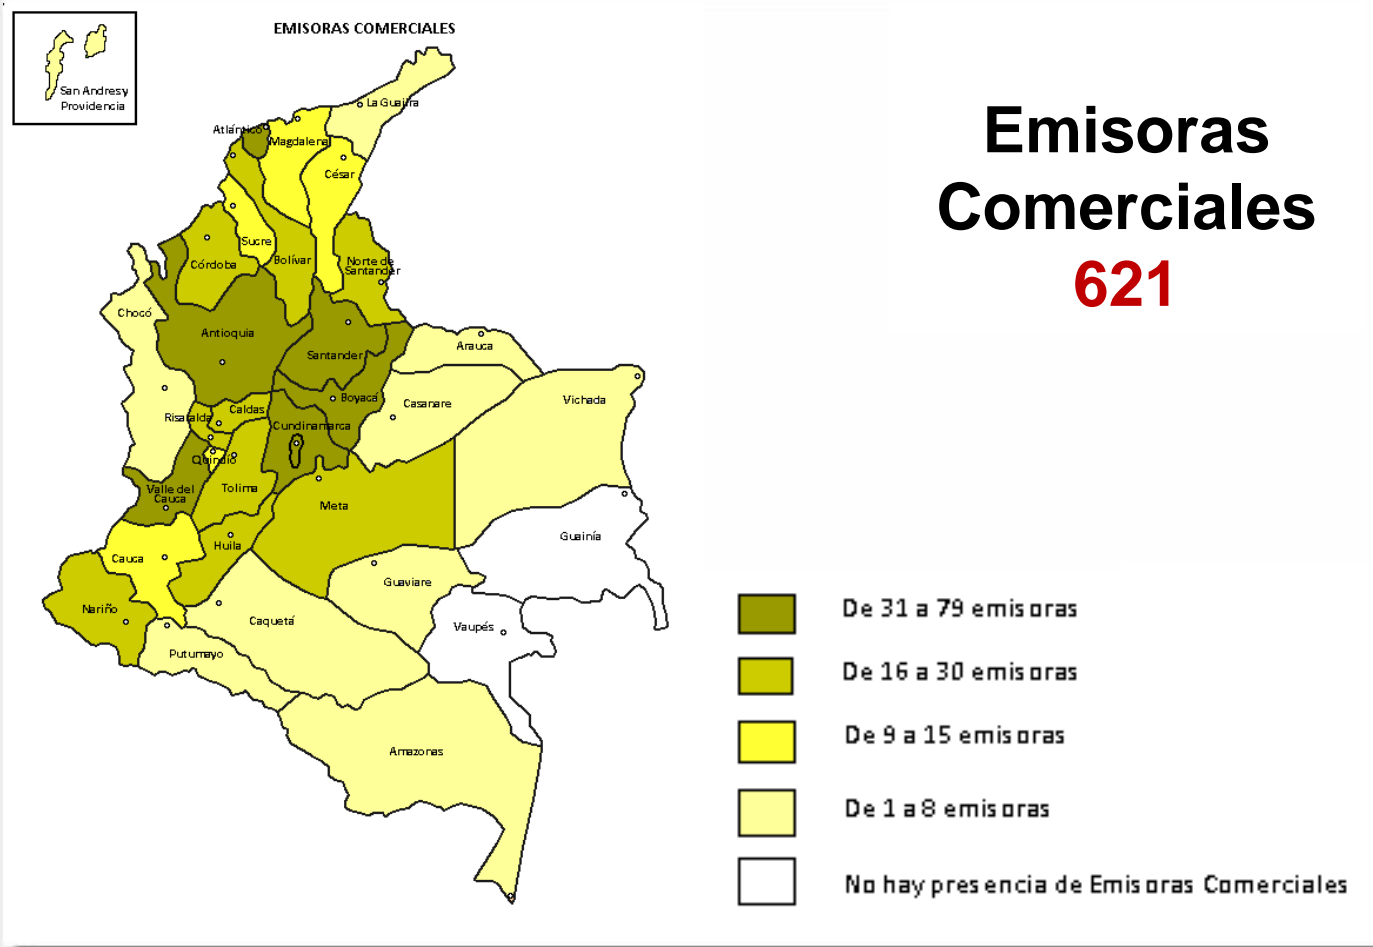 EMISORAS COMERCIALES
San Andres y
Providencia
La Guajira
Atlántico
Magdalena
César
Sucre
Córdoba
Bolívar
Norte de
Santander
Chocó
Antioquia
Santander
Arauca
Boyacá
Casanare
Vichada
Risaralda
Caldas
Cundinamarca
Quindío
Valle del
Cauca
Tolima
Meta
Cauca
Huila
Guainía
Guaviare
Nariño
Caquetá
Vaupés
Putumayo
Amazonas
Emisoras
Comerciales
621
De 31 a 79 emisoras
De 16 a 30 emisoras
De 9 a 15 emisoras
De 1 a 8 emisoras
No hay presencia de Emisoras Comerciales